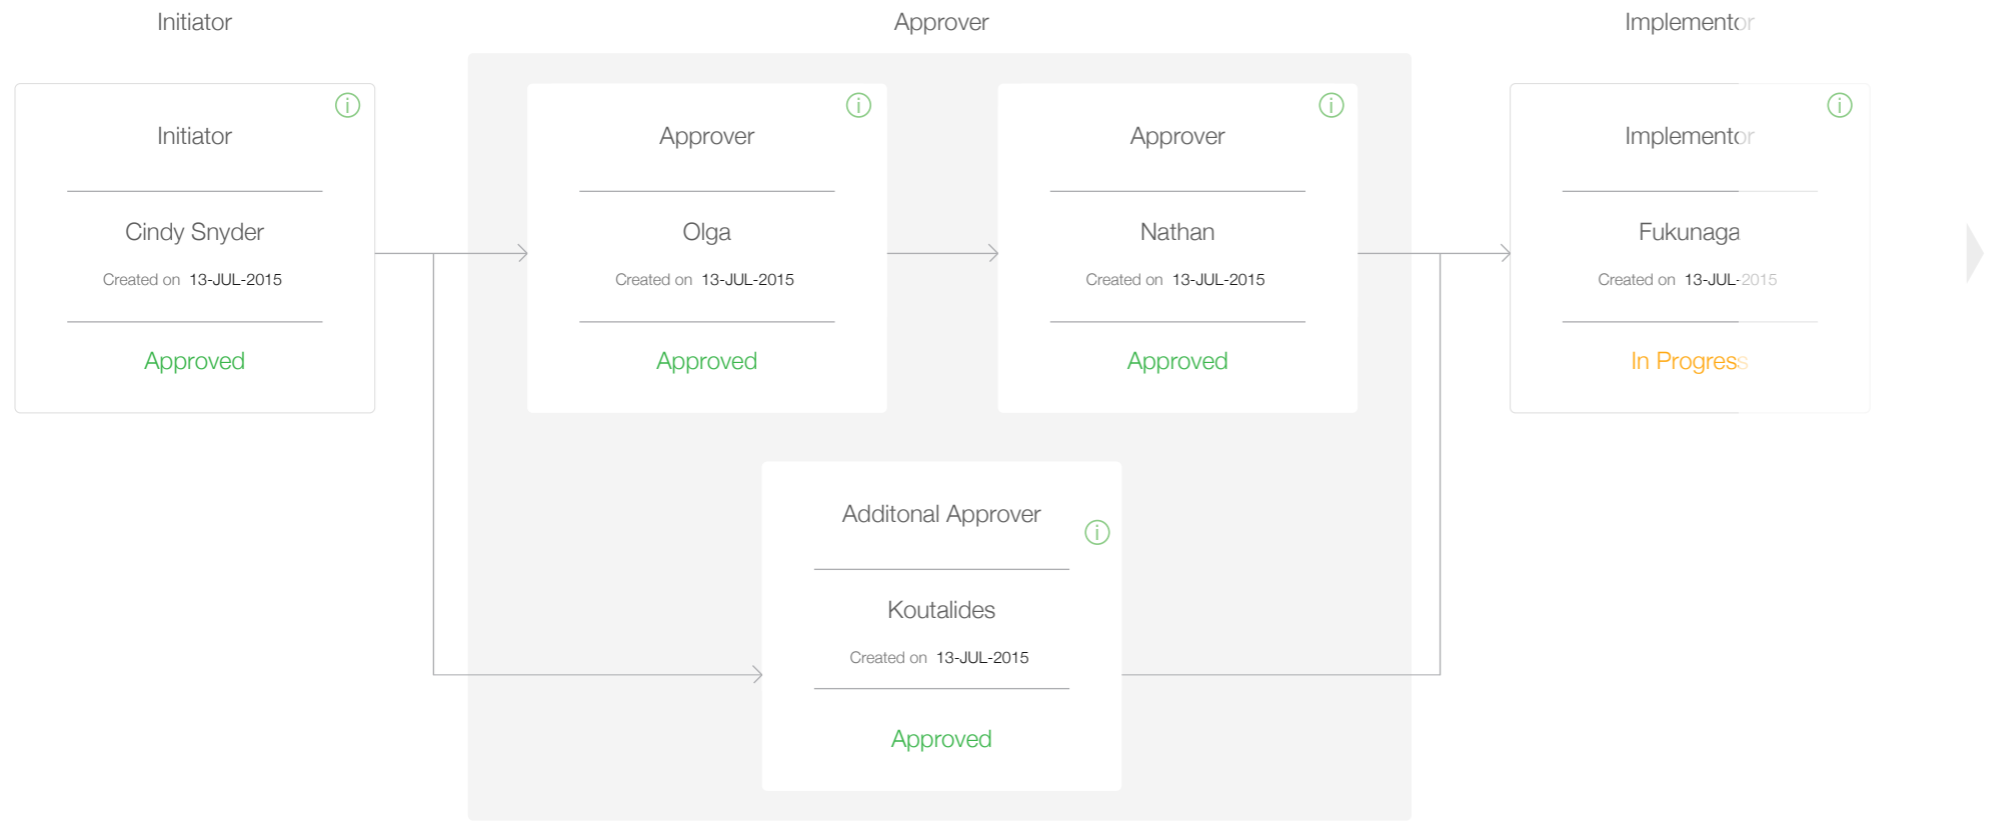 Initiator
Approver
Implementor
Initiator
Cindy Snyder
Created on 13-JUL-2015
Approved
Approver
Olga
Created on 13-JUL-2015
Approved
Approver
Nathan
Created on 13-JUL-2015
Approved
Implementor
Fukunaga
Created on 13-JUL-2015
In Progress
Additonal Approver
Koutalides
Created on 13-JUL-2015
Approved